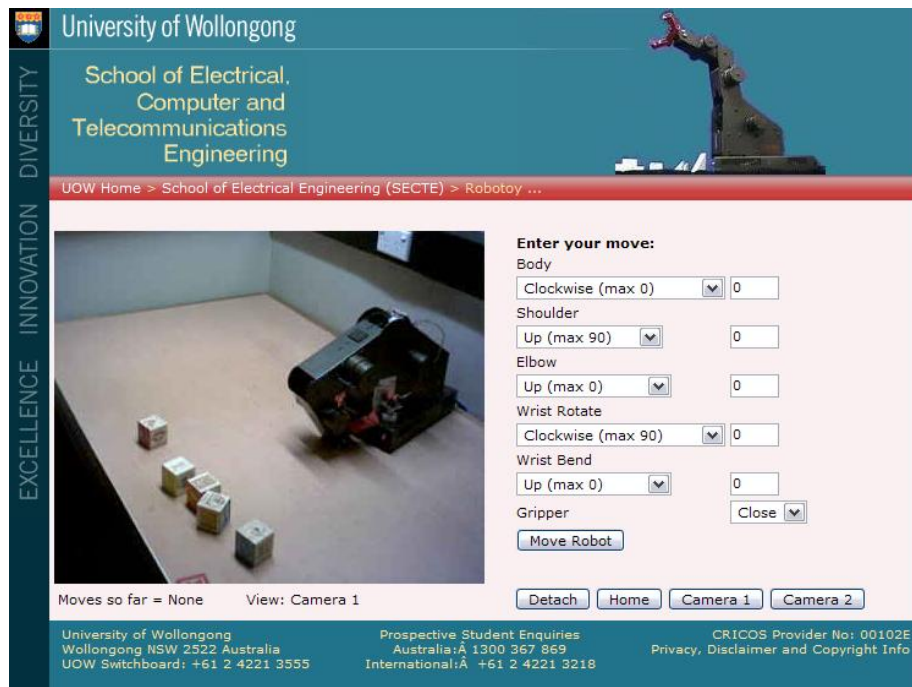 University of Wollongong
School of Electrical,
Computer and
Telecommunications
Engineering
EXCELLENCE INNOVATION DIVERSITY
UOW Home > School of Electrical Engineering (SECTE) > Robotoy ...
Enter your move:
Body
Clockwise (max 0) 0
Shoulder
Up (max 90) 0
Elbow
Up (max 0) 0
Wrist Rotate
Clockwise (max 90) 0
Wrist Bend
Up (max 0) 0
Gripper Close
Move Robot
Moves so far = None View: Camera 1
Detach Home Camera 1 Camera 2
University of Wollongong
Wollongong NSW 2522 Australia
UOW Switchboard: +61 2 4221 3555
Prospective Student Enquiries
Australia:Â 1300 367 869
International:Â +61 2 4221 3218
CRICOS Provider No: 00102E
Privacy, Disclaimer and Copyright Info